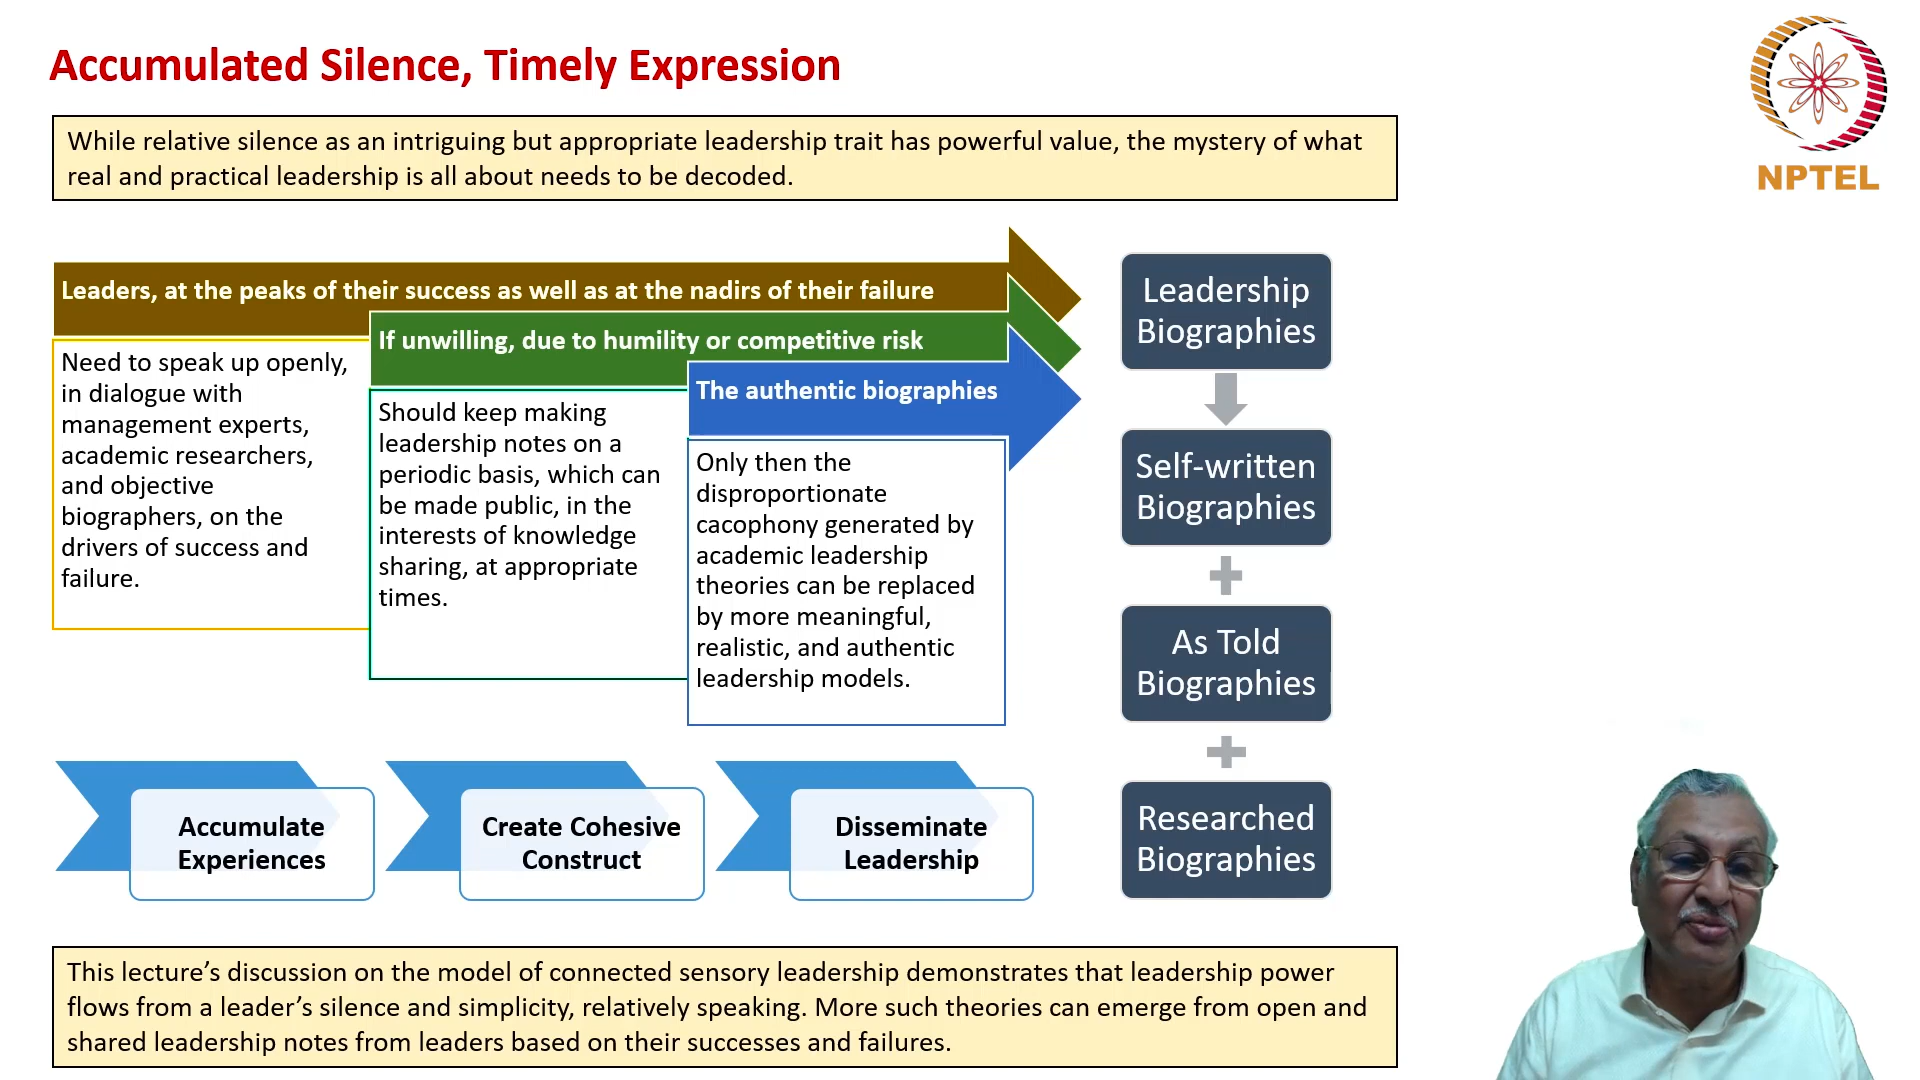 Accumulated Silence, Timely Expression
NPTEL
While relative silence as an intriguing but appropriate leadership trait has powerful value, the mystery of what
real and practical leadership is all about needs to be decoded.
Leaders, at the peaks of their success as well as at the nadirs of their failure
Need to speak up openly,
in dialogue with
management experts,
academic researchers,
and objective
biographers, on the
drivers of success and
failure.
If unwilling, due to humility or competitive risk
Should keep making
leadership notes on a
periodic basis, which can
be made public, in the
interests of knowledge
sharing, at appropriate
times.
The authentic biographies
Only then the
disproportionate
cacophony generated by
academic leadership
theories can be replaced
by more meaningful,
realistic, and authentic
leadership models.
Leadership
Biographies
Self-written
Biographies
As Told
Biographies
Researched
Biographies
Accumulate
Experiences
Create Cohesive
Construct
Disseminate
Leadership
This lecture’s discussion on the model of connected sensory leadership demonstrates that leadership power
flows from a leader’s silence and simplicity, relatively speaking. More such theories can emerge from open and
shared leadership notes from leaders based on their successes and failures.